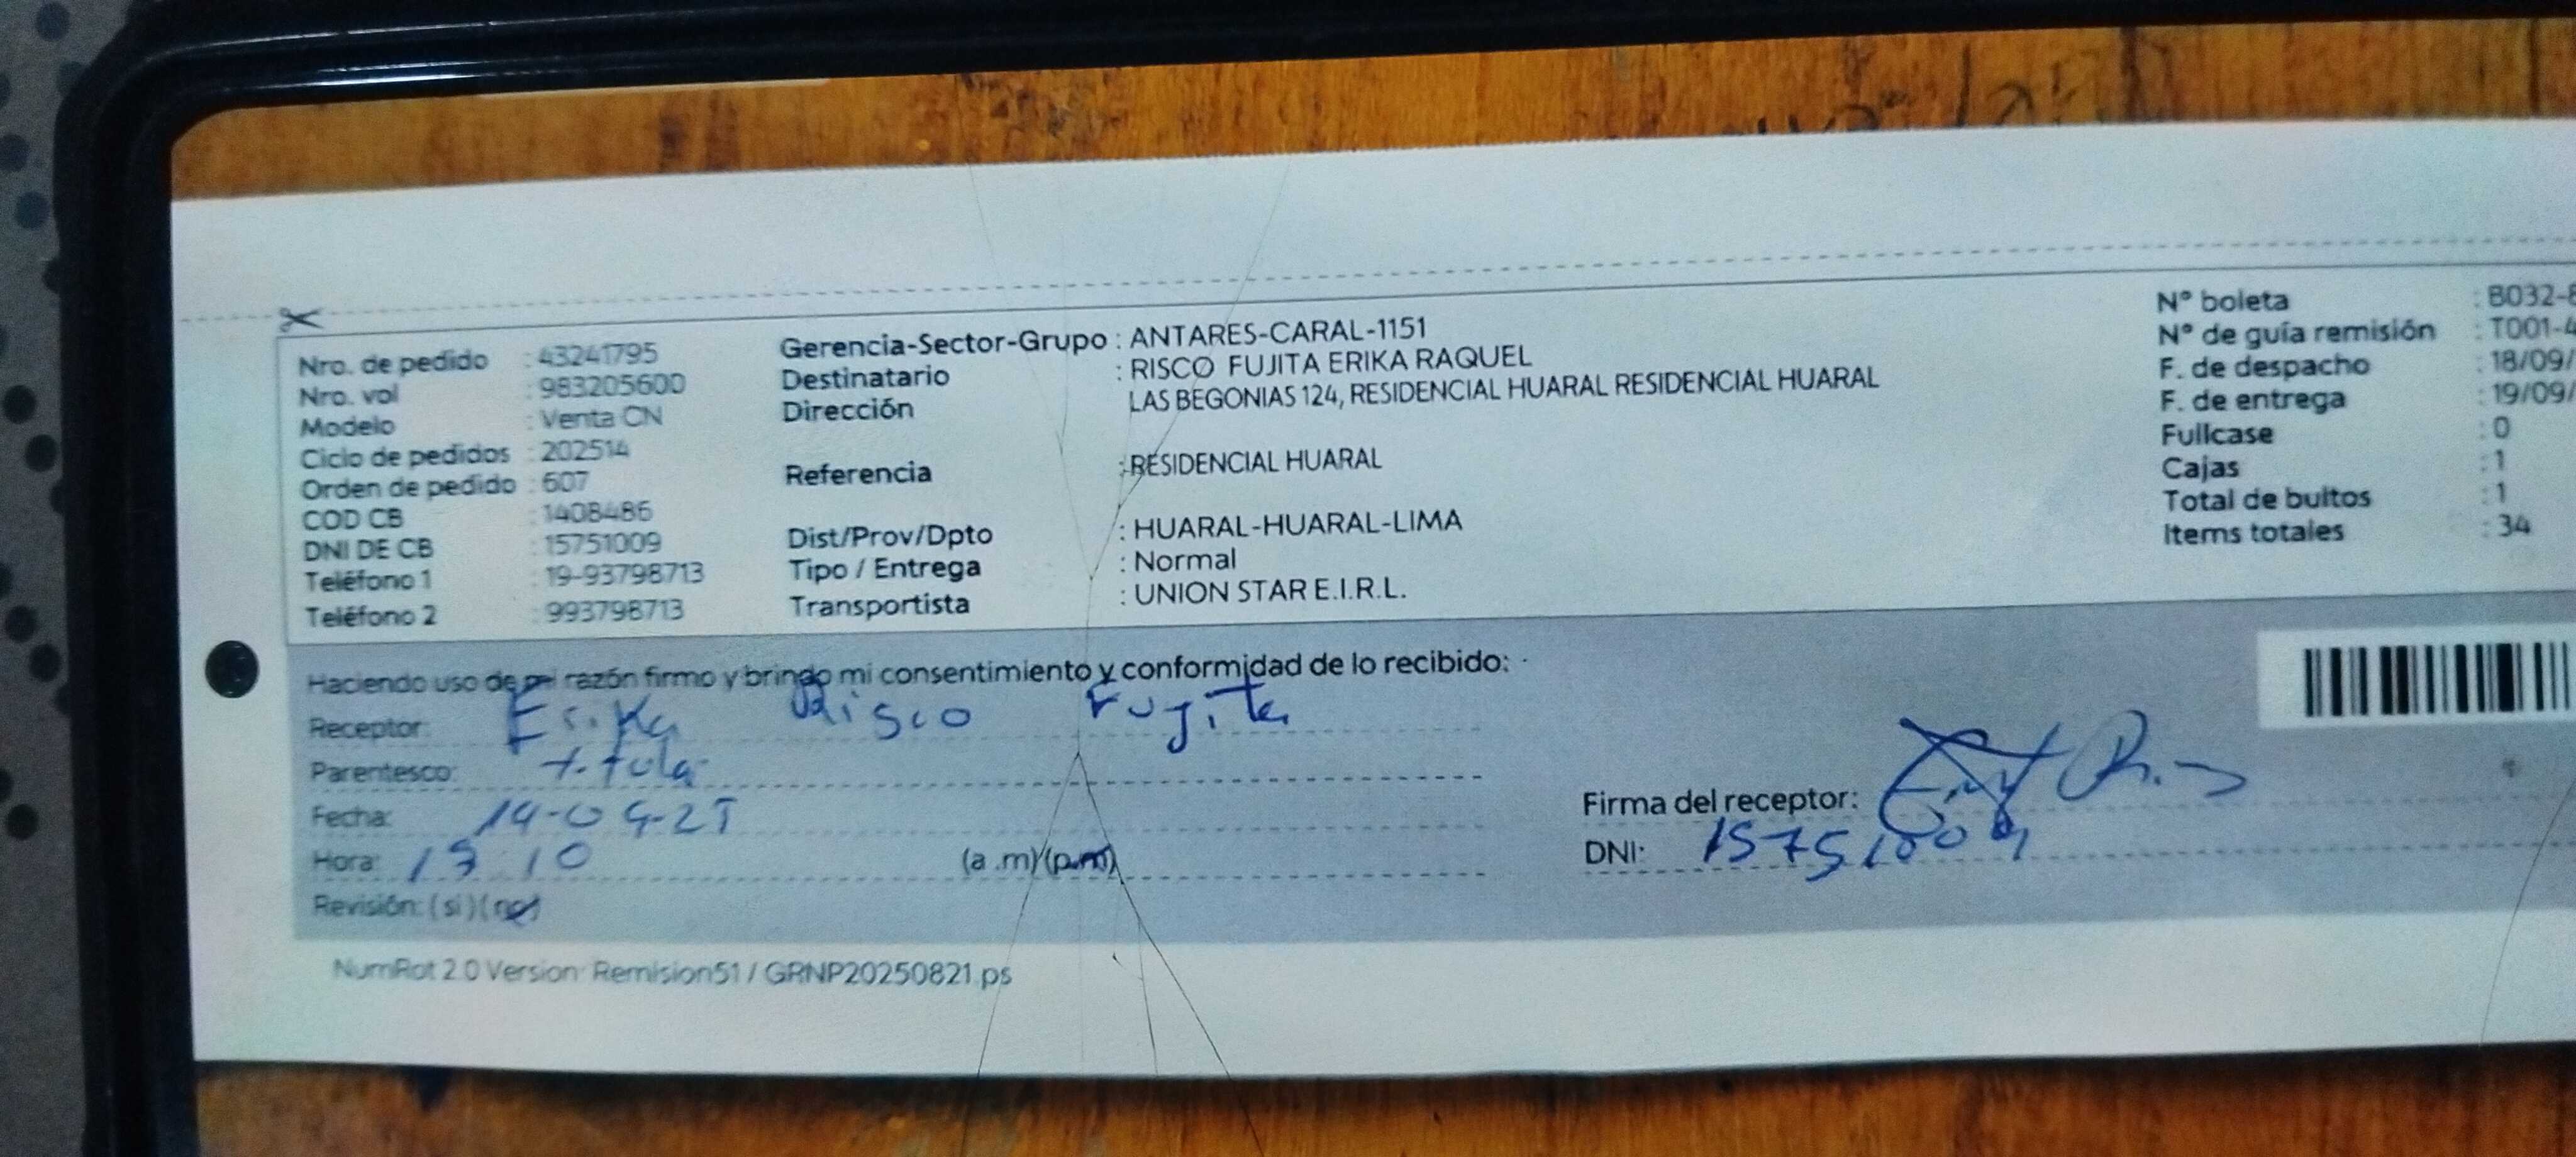 Nro. de pedido : 43241795
Nro. vol : 983205600
Modelo : Venta CN
Ciclo de pedidos : 202514
Orden de pedido : 607
COD CB : 1408486
DNI DE CB : 15751009
Teléfono 1 : 19-93798713
Teléfono 2 : 993798713
Gerencia-Sector-Grupo : ANTARES-CARAL-1151
Destinatario : RISCO FUJITA ERIKA RAQUEL
Dirección LAS BEGONIAS 124, RESIDENCIAL HUARAL RESIDENCIAL HUARAL
Referencia : RESIDENCIAL HUARAL
Dist/Prov/Dpto : HUARAL-HUARAL-LIMA
Tipo / Entrega : Normal
Transportista : UNION STAR E.I.R.L.
N° boleta : B032-8
N° de guía remisión : T001-4
F. de despacho : 18/09/
F. de entrega : 19/09/
Fullcase : 0
Cajas : 1
Total de bultos : 1
Items totales : 34
Haciendo uso de mi razón firmo y brindo mi consentimiento y conformidad de lo recibido:
Receptor: Erika Risco Fujita
Parentesco: titular
Fecha:
Hora: 10 (a .m)(p.m)
Revisión: (si)(no)
Firma del receptor:
DNI: 15751009
NumRot 2.0 Version: Remision51 / GRNP20250821.ps